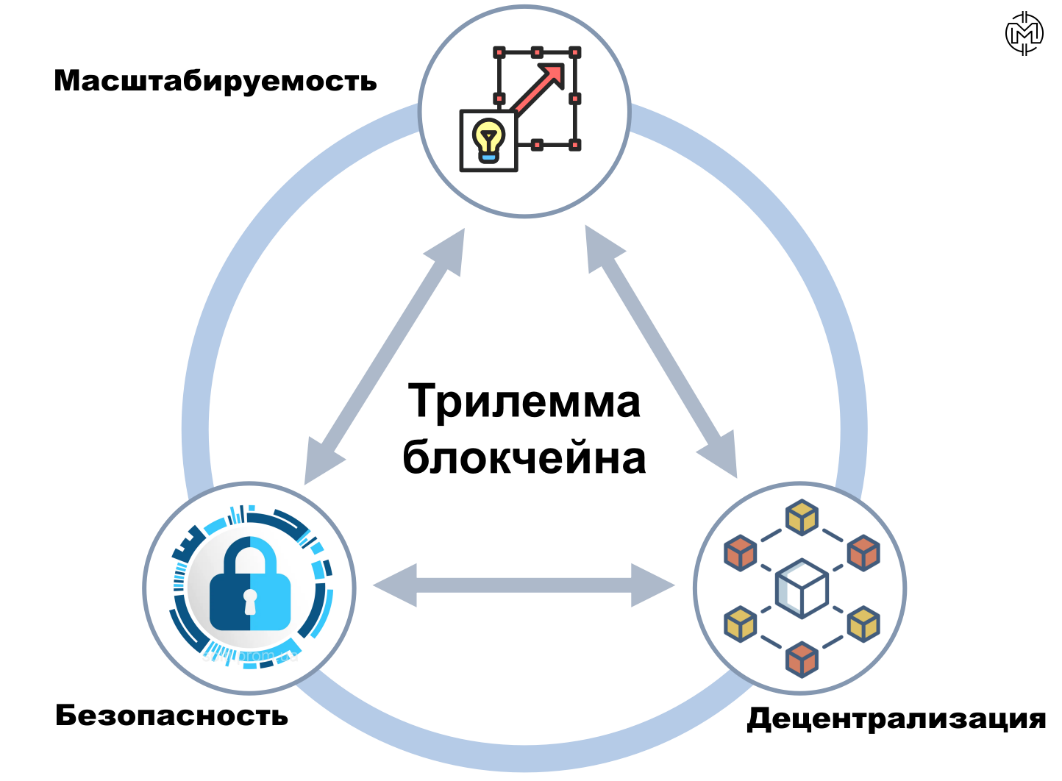 Масштабируемость
Трилемма
блокчейна
Безопасность
Децентрализация